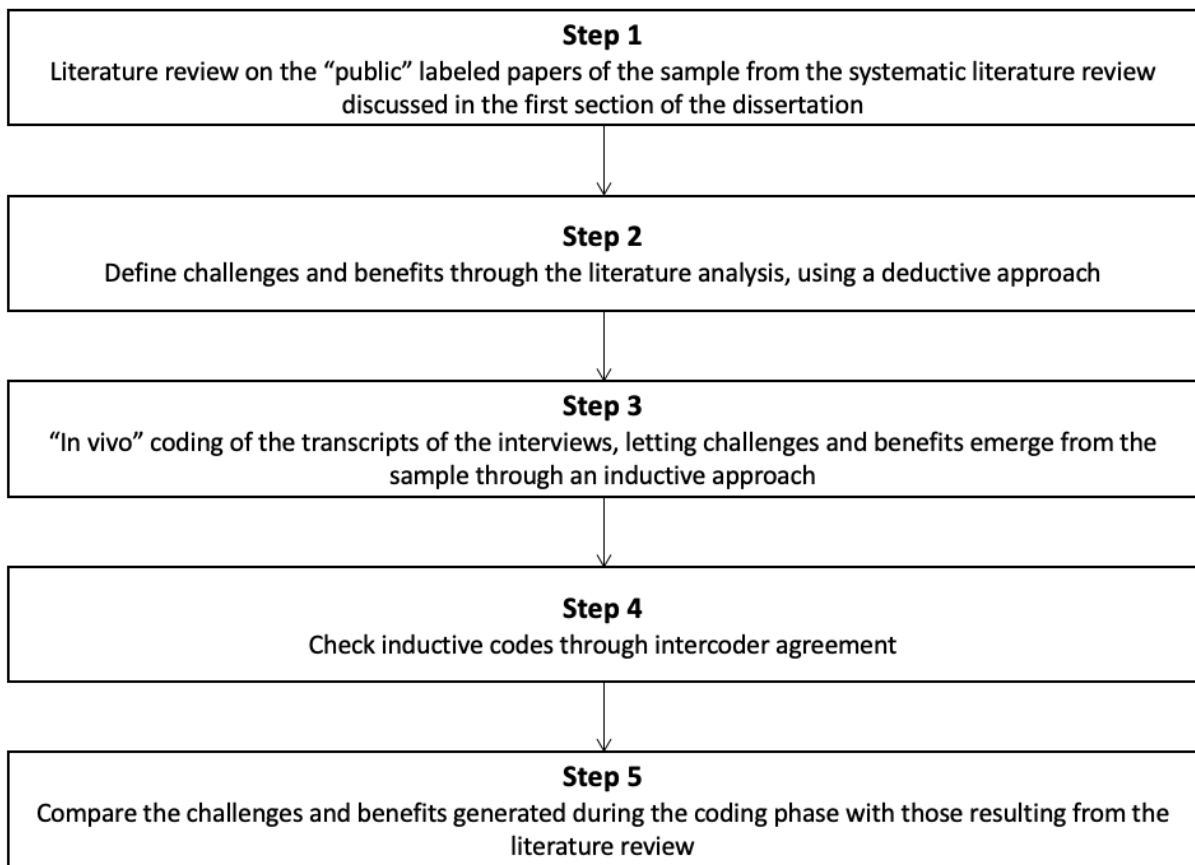 Step 1
Literature review on the “public” labeled papers of the sample from the systematic literature review
discussed in the first section of the dissertation
Step 2
Define challenges and benefits through the literature analysis, using a deductive approach
Step 3
“In vivo” coding of the transcripts of the interviews, letting challenges and benefits emerge from the
sample through an inductive approach
Step 4
Check inductive codes through intercoder agreement
Step 5
Compare the challenges and benefits generated during the coding phase with those resulting from the
literature review